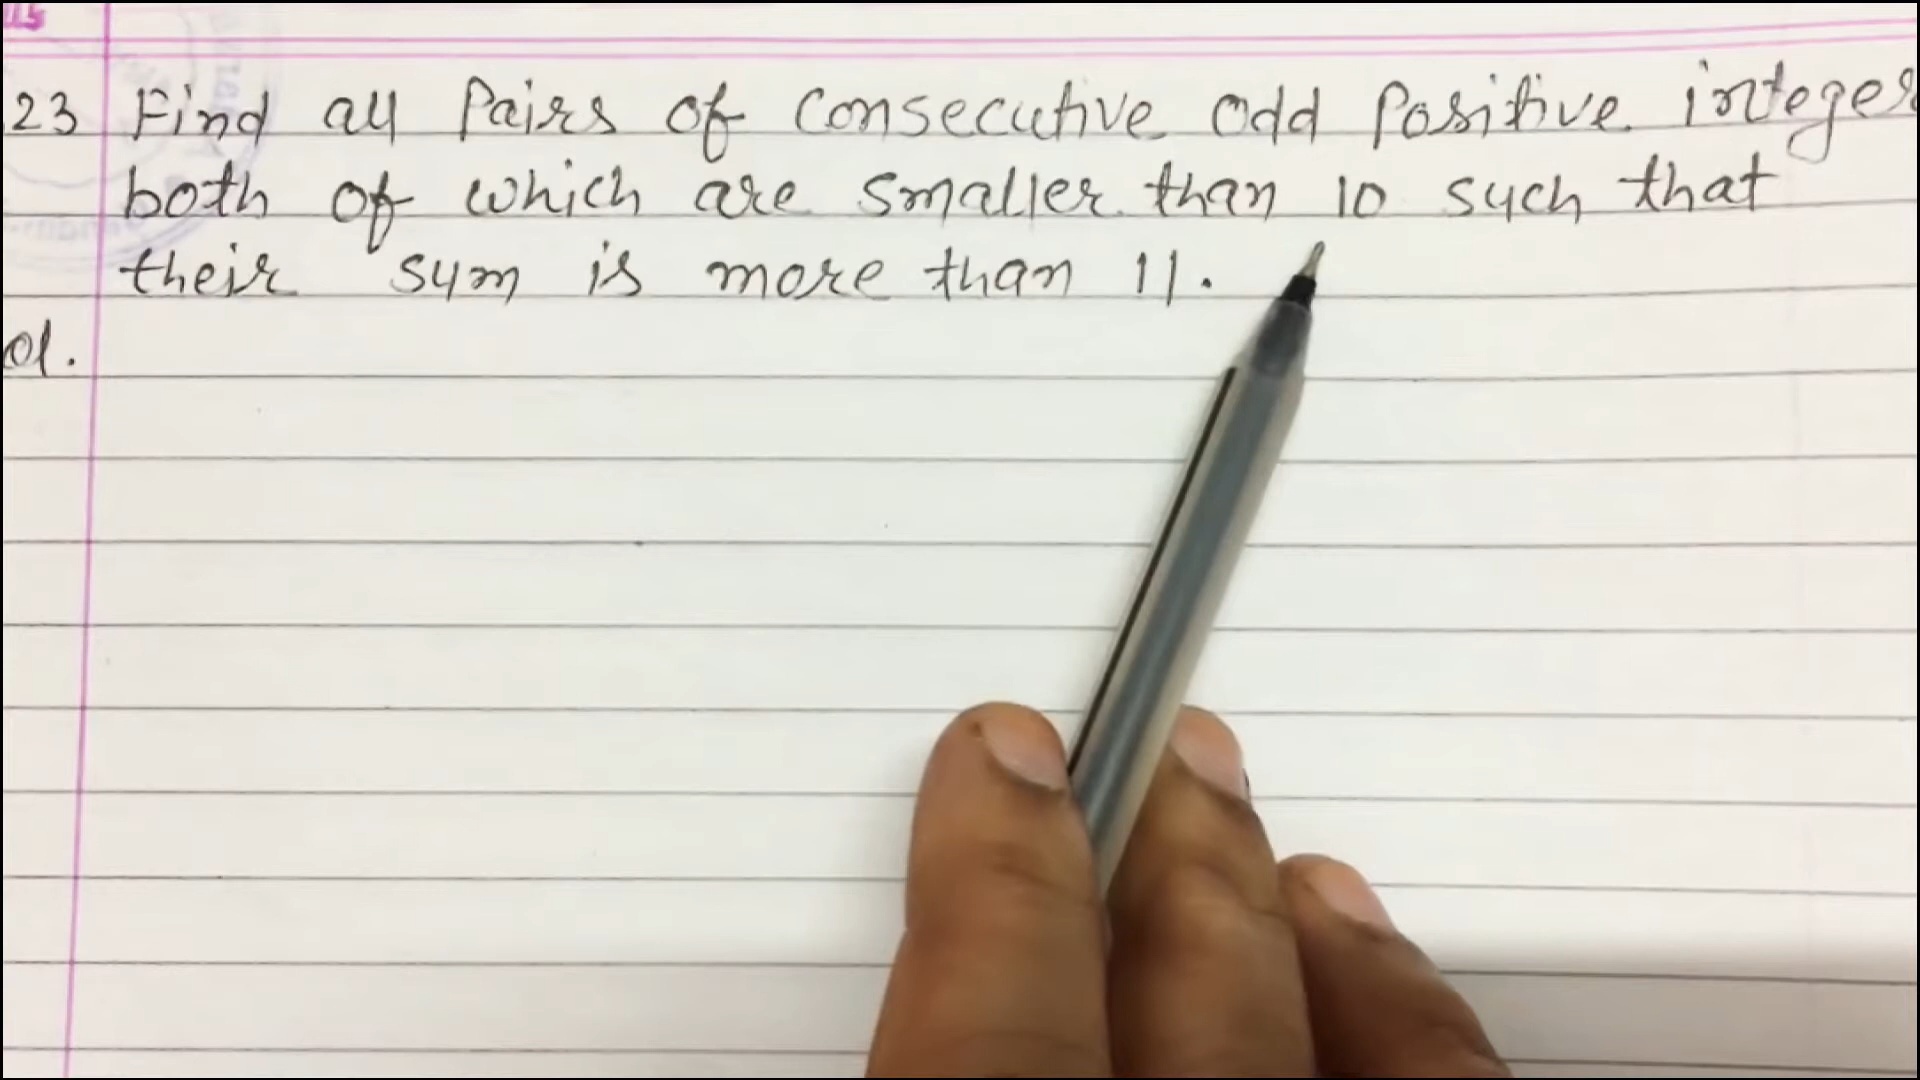 23 Find all Pairs of Consecutive odd Positive integers
both of which are smaller than 10 such that
their sum is more than 11.
ol.